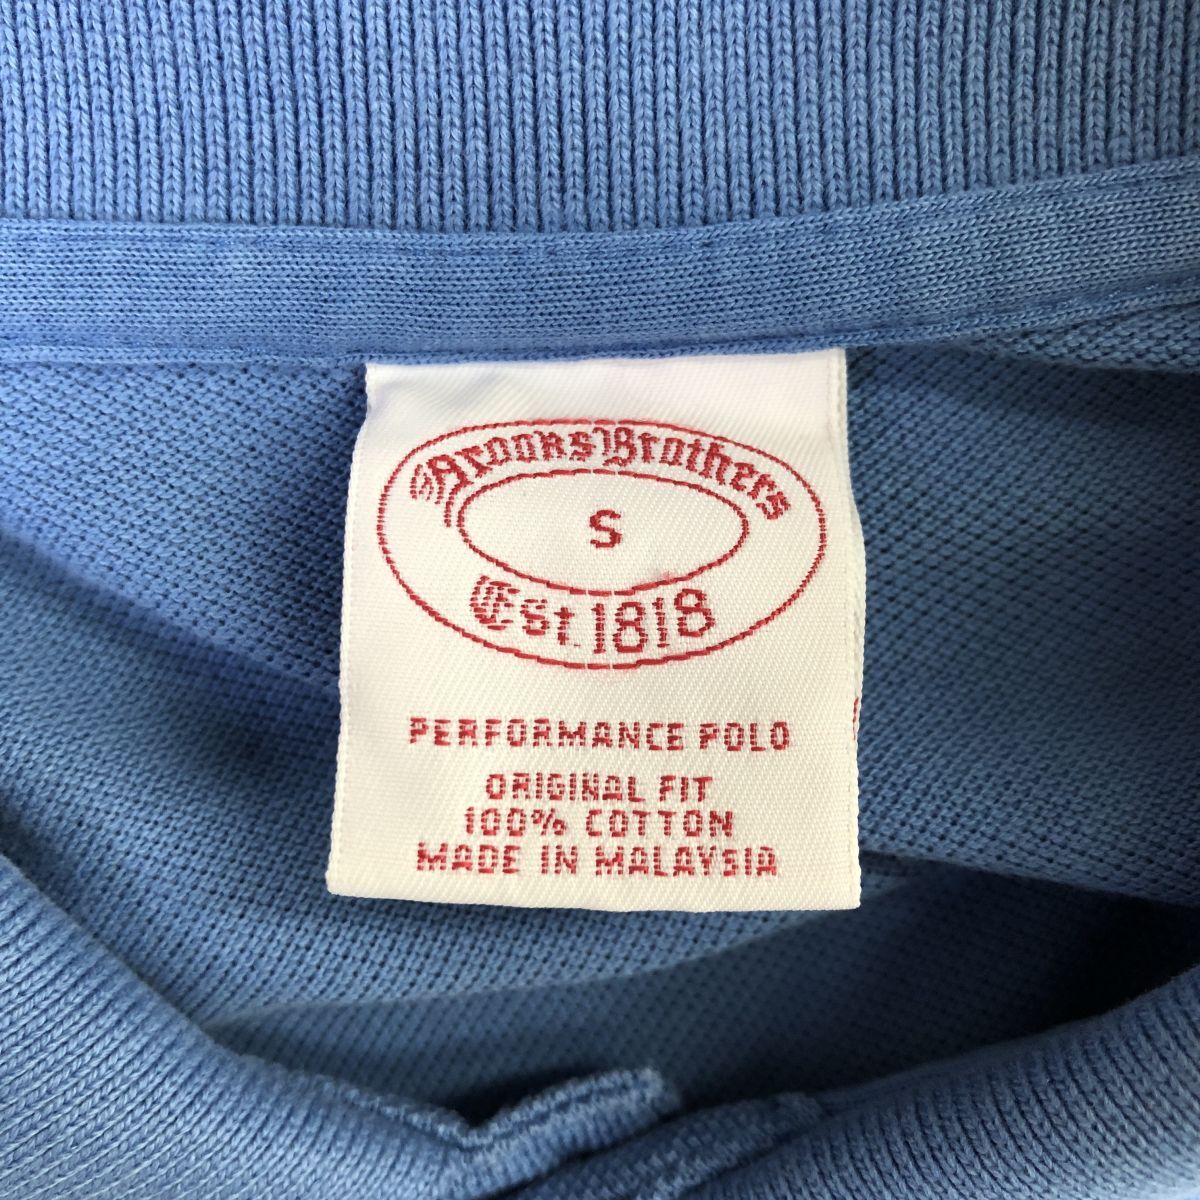 Brooks Brothers
S
Est. 1818
PERFORMANCE POLO
ORIGINAL FIT
100% COTTON
MADE IN MALAYSIA